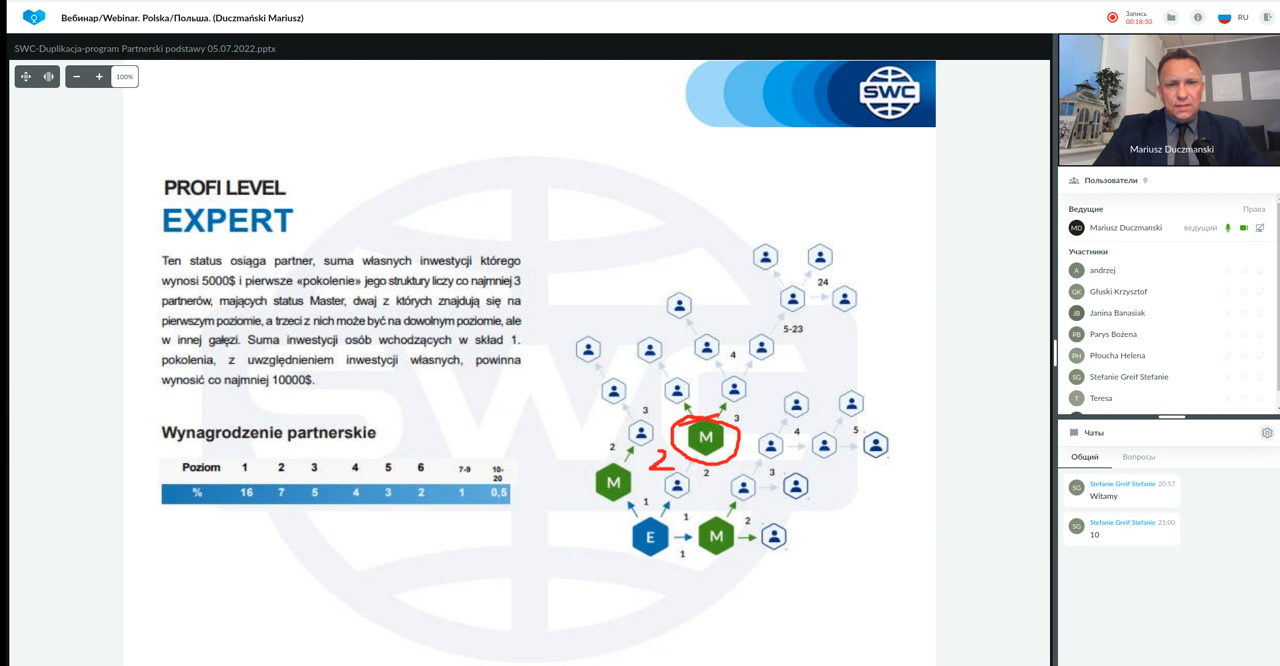 Вебинар/Webinar. Polska/Польша. (Duczmański Mariusz)
Запись
00:18:50
RU
SWC-Duplikacja-program Partnerski podstawy 05.07.2022.pptx
100%
SWC
PROFI LEVEL
EXPERT
Ten status osiąga partner, suma własnych inwestycji którego
wynosi 5000$ i pierwsze «pokolenie» jego struktury liczy co najmniej 3
partnerów, mających status Master, dwaj z których znajdują się na
pierwszym poziomie, a trzeci z nich może być na dowolnym poziomie, ale
w innej gałęzi. Suma inwestycji osób wchodzących w skład 1.
pokolenia, z uwzględnieniem inwestycji własnych, powinna
wynosić co najmniej 10000$.
Wynagrodzenie partnerskie
Poziom 1 2 3 4 5 6 7-9 10-20
% 16 7 5 4 3 2 1 0,5
24
5-23
4
3
3
2
M
2
4
5
M
2
3
1
1
2
E
M
1
Mariusz Duczmanski
Пользователи 9
Ведущие Права
MD Mariusz Duczmanski ведущий
Участники
A andrzej
GK Głuski Krzysztof
JB Janina Banasiak
PB Parys Bożena
PH Płoucha Helena
SG Stefanie Greif Stefanie
T Teresa
Чаты
Общий Вопросы
SG Stefanie Greif Stefanie 20:57
Witamy
SG Stefanie Greif Stefanie 21:00
10